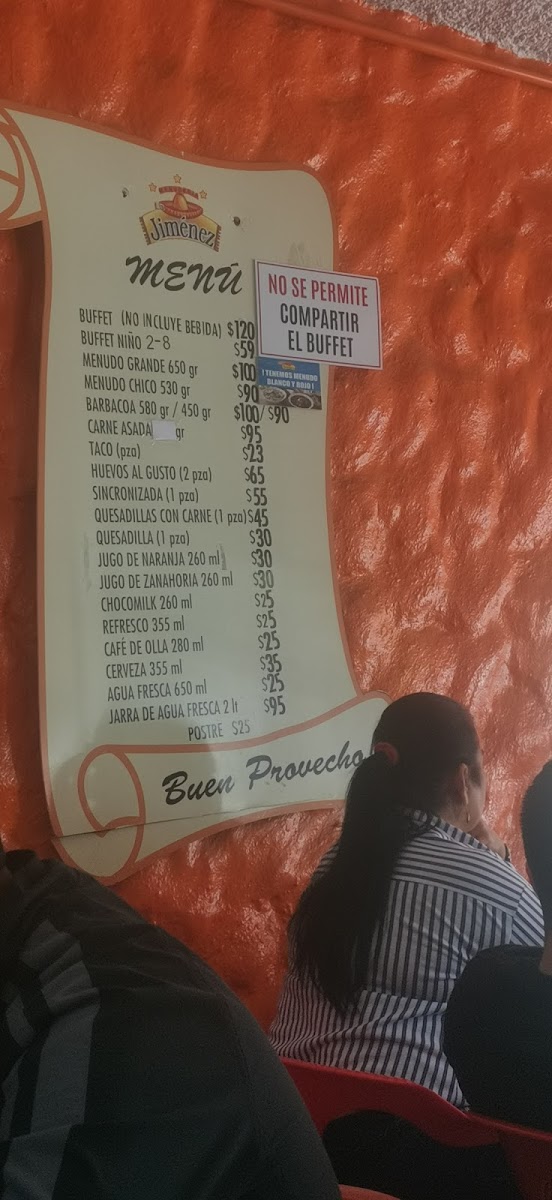 Jiménez
MENÚ
NO SE PERMITE
COMPARTIR
EL BUFFET
! TENEMOS MENUDO
BLANCO Y ROJO !
BUFFET (NO INCLUYE BEBIDA) $120
BUFFET NIÑO 2-8 $59
MENUDO GRANDE 650 gr $100
MENUDO CHICO 530 gr $90
BARBACOA 580 gr / 450 gr $100/$90
CARNE ASADA gr $95
TACO (pza) $23
HUEVOS AL GUSTO (2 pza) $65
SINCRONIZADA (1 pza) $55
QUESADILLAS CON CARNE (1 pza) $45
QUESADILLA (1 pza) $30
JUGO DE NARANJA 260 ml $30
JUGO DE ZANAHORIA 260 ml $30
CHOCOMILK 260 ml $25
REFRESCO 355 ml $25
CAFÉ DE OLLA 280 ml $25
CERVEZA 355 ml $35
AGUA FRESCA 650 ml $25
JARRA DE AGUA FRESCA 2 lt $95
POSTRE $25
Buen Provecho